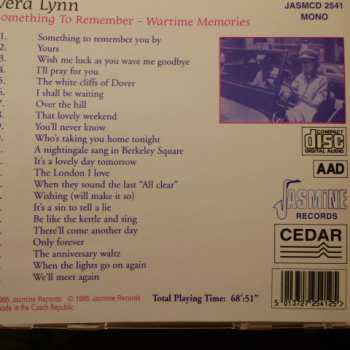 Vera Lynn
Something To Remember - Wartime Memories
JASMCD 2541
MONO
1. Something to remember you by
Yours
Wish me luck as you wave me goodbye
I'll pray for you
The white cliffs of Dover
I shall be waiting
Over the hill
That lovely weekend
You'll never know
Who's taking you home tonight
A nightingale sang in Berkeley Square
It's a lovely day tomorrow
The London I love
When they sound the last "All clear"
Wishing (will make it so)
It's a sin to tell a lie
Be like the kettle and sing
There'll come another day
Only forever
The anniversary waltz
When the lights go on again
We'll meet again
COMPACT
disc
DIGITAL AUDIO
AAD
JASMINE
RECORDS
CEDAR
Jasmine Records
Jasmine Records
Made in the Czech Republic
Total Playing Time: 68':51"
5 013727 254125